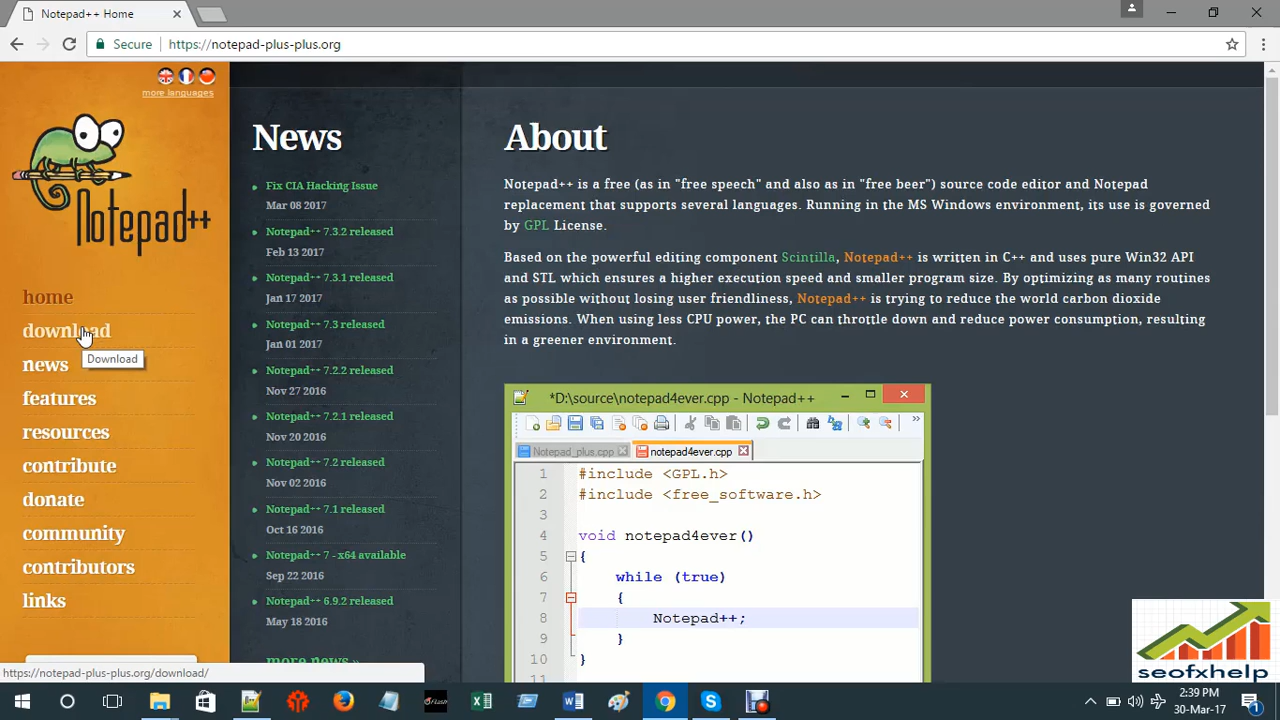 Notepad++ Home
Secure https://notepad-plus-plus.org
more languages
Notepad++
home
download
Download
news
features
resources
contribute
donate
community
contributors
links
https://notepad-plus-plus.org/download/
News
Fix CIA Hacking Issue
Mar 08 2017
Notepad++ 7.3.2 released
Feb 13 2017
Notepad++ 7.3.1 released
Jan 17 2017
Notepad++ 7.3 released
Jan 01 2017
Notepad++ 7.2.2 released
Nov 27 2016
Notepad++ 7.2.1 released
Nov 20 2016
Notepad++ 7.2 released
Nov 02 2016
Notepad++ 7.1 released
Oct 16 2016
Notepad++ 7 - x64 available
Sep 22 2016
Notepad++ 6.9.2 released
May 18 2016
more news »
About
Notepad++ is a free (as in "free speech" and also as in "free beer") source code editor and Notepad
replacement that supports several languages. Running in the MS Windows environment, its use is governed
by GPL License.
Based on the powerful editing component Scintilla, Notepad++ is written in C++ and uses pure Win32 API
and STL which ensures a higher execution speed and smaller program size. By optimizing as many routines
as possible without losing user friendliness, Notepad++ is trying to reduce the world carbon dioxide
emissions. When using less CPU power, the PC can throttle down and reduce power consumption, resulting
in a greener environment.
*D:\source\notepad4ever.cpp - Notepad++
Notepad_plus.cpp notepad4ever.cpp
1 #include <GPL.h>
2 #include <free_software.h>
3
4 void notepad4ever()
5 {
6 while (true)
7 {
8 Notepad++;
9 }
10 }
11
seofxhelp
2:39 PM
30-Mar-17